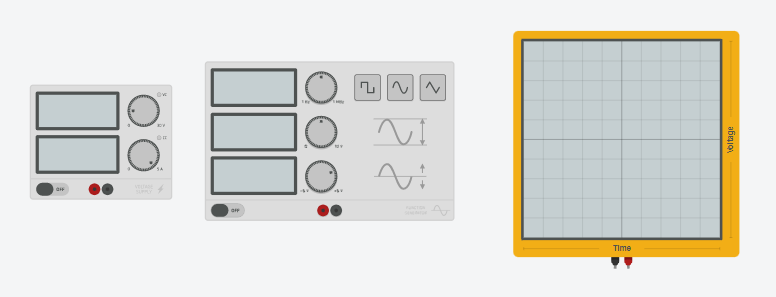 0
30 V
0
5 A
OFF
VOLTAGE
SUPPLY
1 Hz
1 MHz
0
10 V
-5 V
+5 V
OFF
FUNCTION
GENERATOR
Voltage
Time